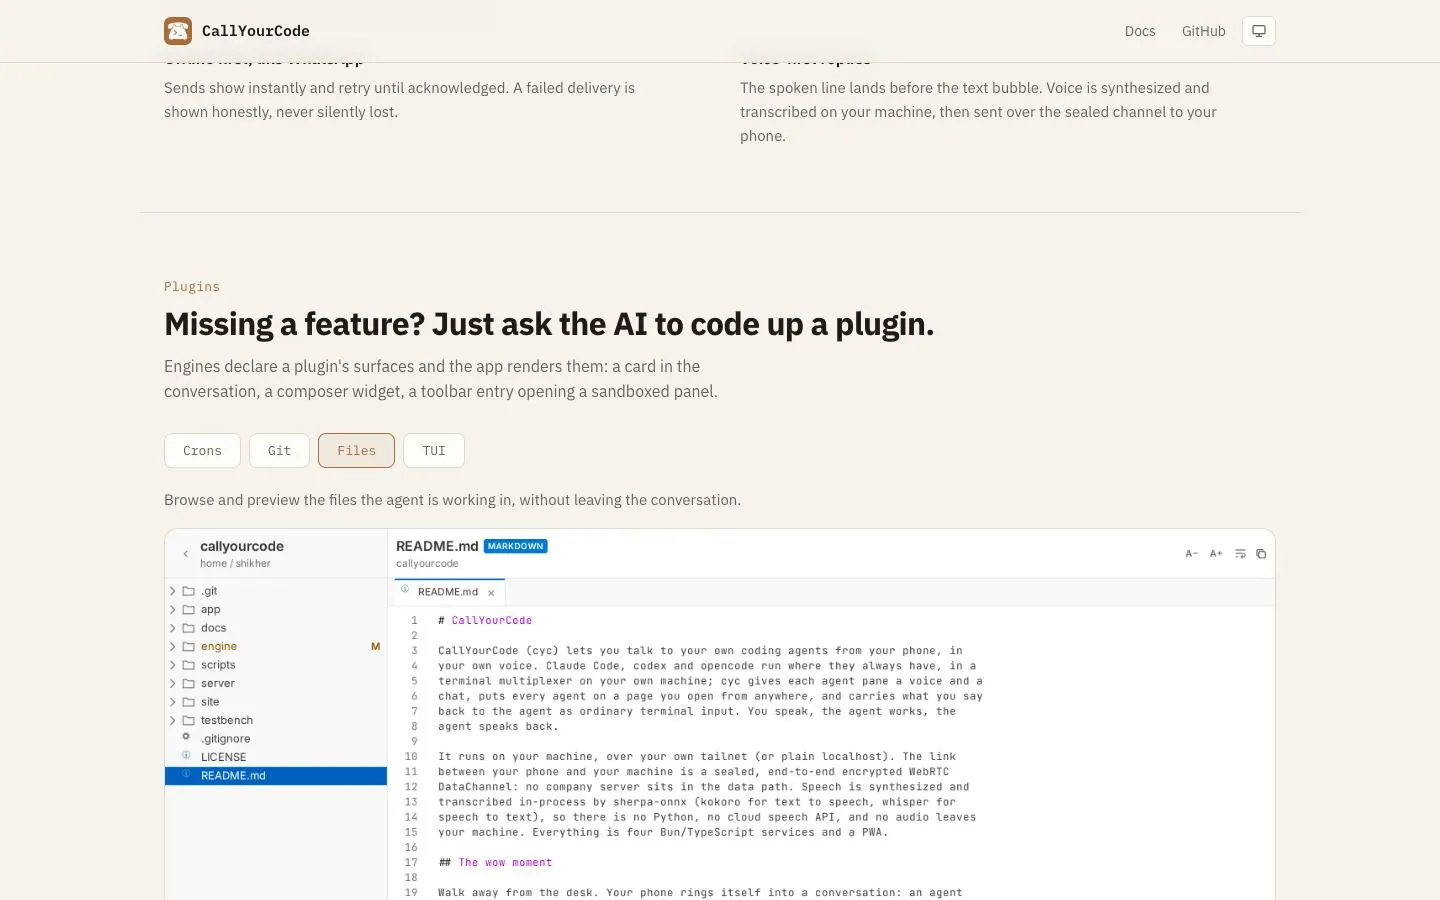 CallYourCode
Docs
GitHub
Sends show instantly and retry until acknowledged. A failed delivery is
shown honestly, never silently lost.
The spoken line lands before the text bubble. Voice is synthesized and
transcribed on your machine, then sent over the sealed channel to your
phone.
Plugins
Missing a feature? Just ask the AI to code up a plugin.
Engines declare a plugin's surfaces and the app renders them: a card in the
conversation, a composer widget, a toolbar entry opening a sandboxed panel.
Crons
Git
Files
TUI
Browse and preview the files the agent is working in, without leaving the conversation.
callyourcode
home / shikher
.git
app
docs
engine M
scripts
server
site
testbench
.gitignore
LICENSE
README.md
README.md MARKDOWN
callyourcode
A- A+
README.md ×
1 # CallYourCode
2
3 CallYourCode (cyc) lets you talk to your own coding agents from your phone, in
4 your own voice. Claude Code, codex and opencode run where they always have, in a
5 terminal multiplexer on your own machine; cyc gives each agent pane a voice and a
6 chat, puts every agent on a page you open from anywhere, and carries what you say
7 back to the agent as ordinary terminal input. You speak, the agent works, the
8 agent speaks back.
9
10 It runs on your machine, over your own tailnet (or plain localhost). The link
11 between your phone and your machine is a sealed, end-to-end encrypted WebRTC
12 DataChannel: no company server sits in the data path. Speech is synthesized and
13 transcribed in-process by sherpa-onnx (kokoro for text to speech, whisper for
14 speech to text), so there is no Python, no cloud speech API, and no audio leaves
15 your machine. Everything is four Bun/TypeScript services and a PWA.
16
17 ## The wow moment
18
19 Walk away from the desk. Your phone rings itself into a conversation: an agent